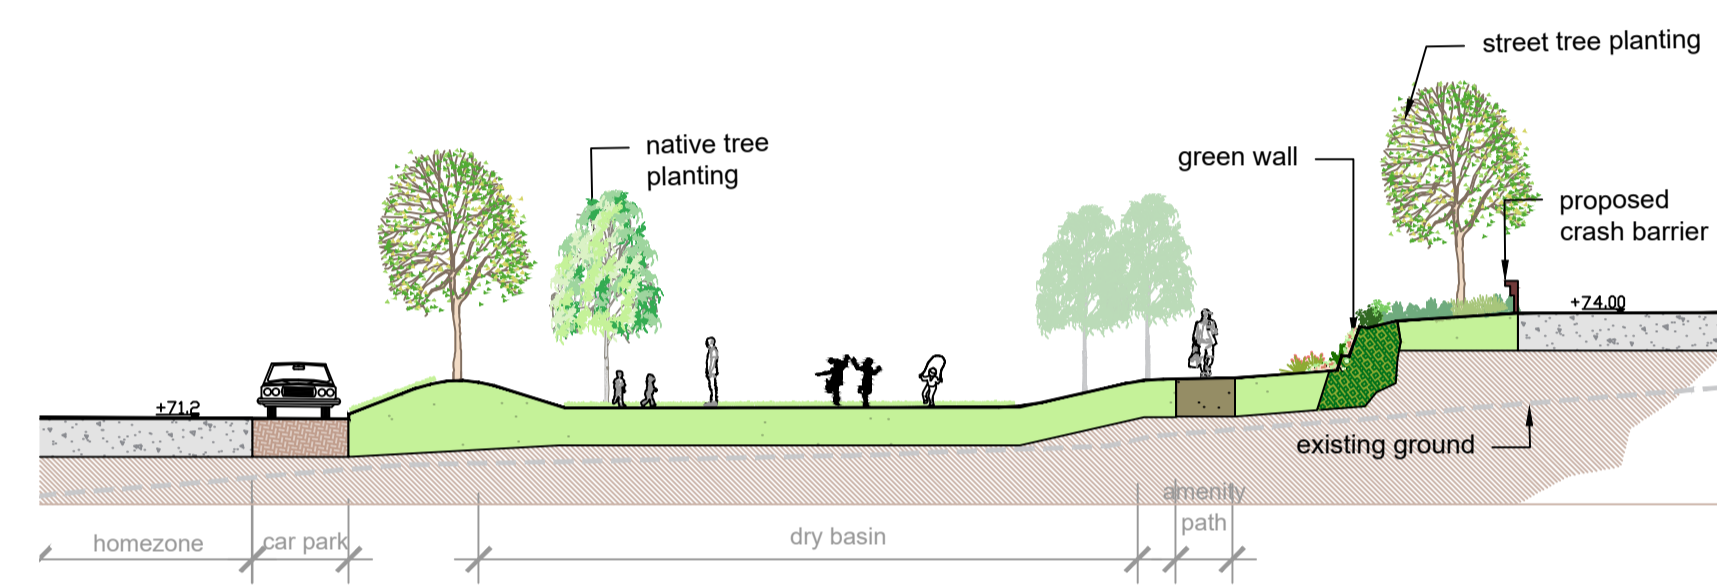 street tree planting
native tree
planting
green wall
proposed
crash barrier
+74.00
+71.2
existing ground
amenity
path
homezone
car park
dry basin